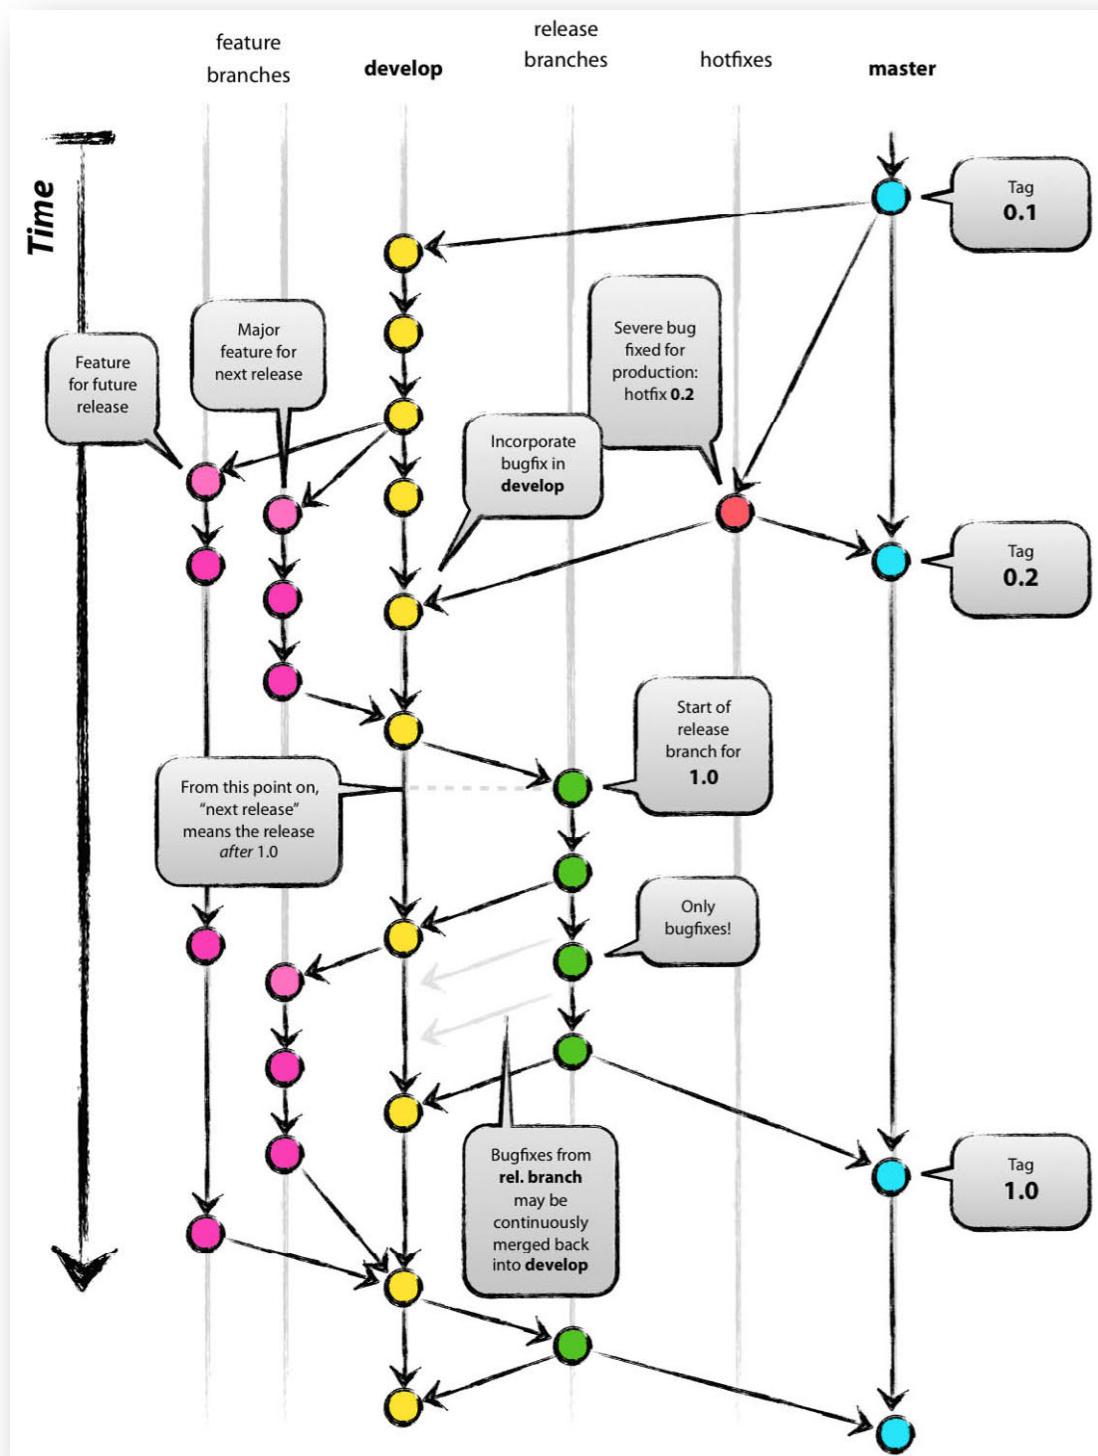 feature
branches
develop
release
branches
hotfixes
master
Time
Tag
0.1
Feature
for future
release
Major
feature for
next release
Severe bug
fixed for
production:
hotfix 0.2
Incorporate
bugfix in
develop
Tag
0.2
Start of
release
branch for
1.0
From this point on,
“next release”
means the release
after 1.0
Only
bugfixes!
Bugfixes from
rel. branch
may be
continuously
merged back
into develop
Tag
1.0